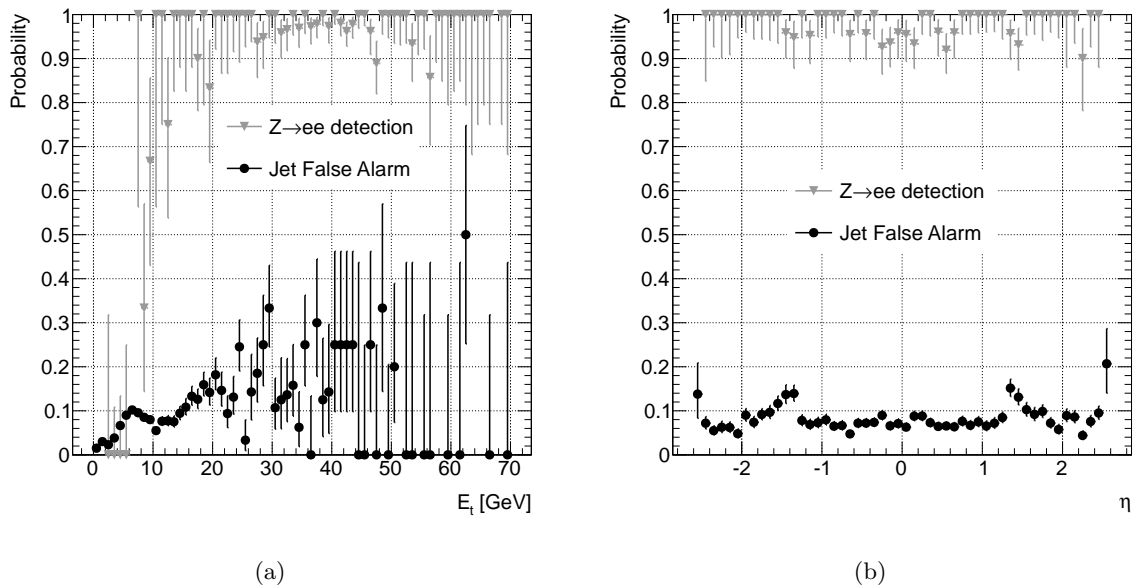 Probability
1
0.9
0.8
0.7
0.6
0.5
0.4
0.3
0.2
0.1
0
Z→ee detection
Jet False Alarm
0 10 20 30 40 50 60 70
E_t [GeV]
(a)
Probability
1
0.9
0.8
0.7
0.6
0.5
0.4
0.3
0.2
0.1
0
Z→ee detection
Jet False Alarm
-2 -1 0 1 2
η
(b)